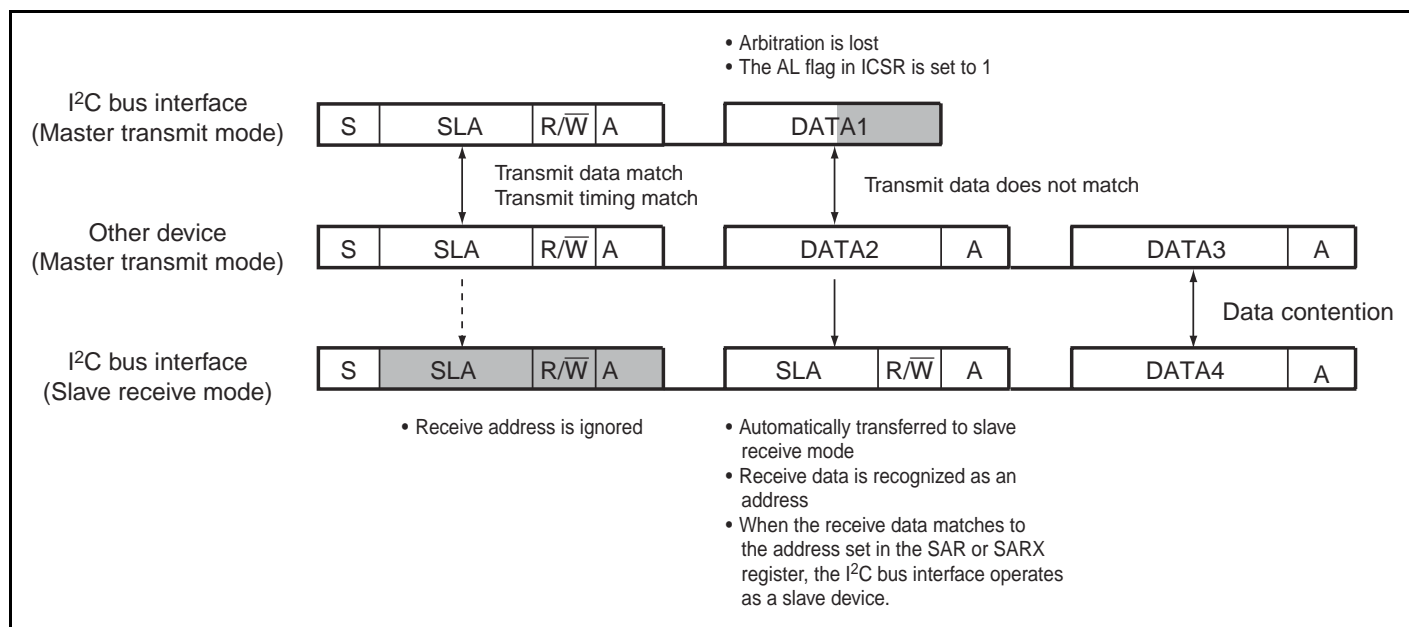 • Arbitration is lost
• The AL flag in ICSR is set to 1
I²C bus interface
(Master transmit mode)
S SLA R/W̅ A DATA1
Transmit data match
Transmit timing match
Transmit data does not match
Other device
(Master transmit mode)
S SLA R/W̅ A DATA2 A DATA3 A
Data contention
I²C bus interface
(Slave receive mode)
S SLA R/W̅ A SLA R/W̅ A DATA4 A
• Receive address is ignored
• Automatically transferred to slave
receive mode
• Receive data is recognized as an
address
• When the receive data matches to
the address set in the SAR or SARX
register, the I²C bus interface operates
as a slave device.